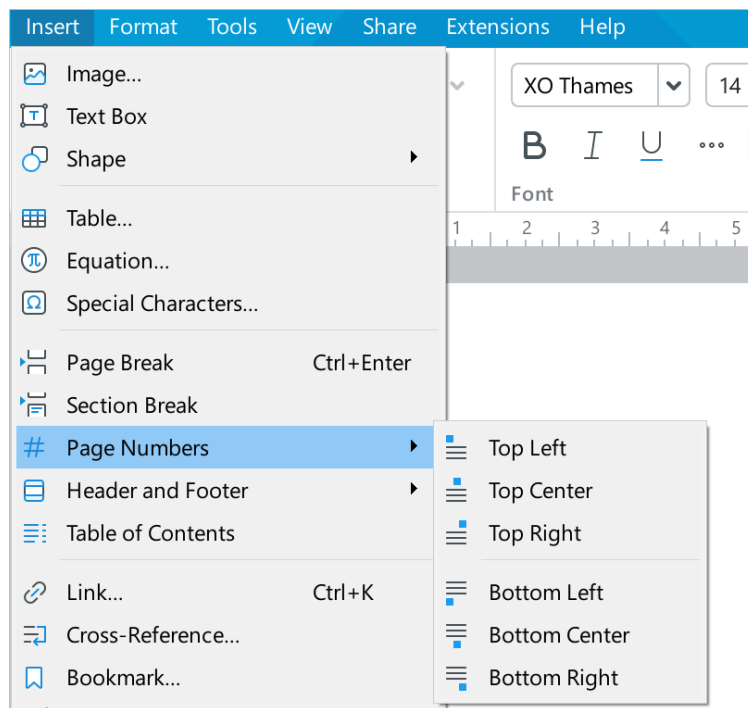 Insert Format Tools View Share Extensions Help
Image...
XO Thames 14
Text Box
B I U
Shape
Font
Table...
1 2 3 4 5
Equation...
Special Characters...
Page Break Ctrl+Enter
Section Break
Page Numbers
Header and Footer
Table of Contents
Link... Ctrl+K
Cross-Reference...
Bookmark...
Top Left
Top Center
Top Right
Bottom Left
Bottom Center
Bottom Right